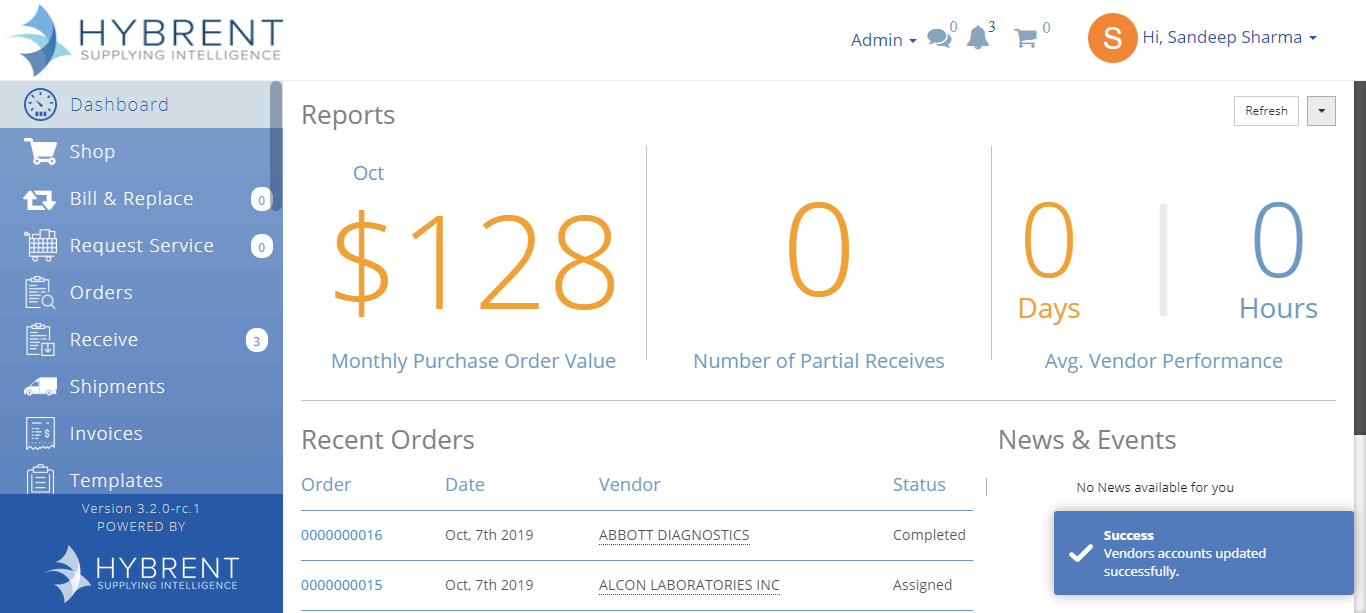 HYBRENT
SUPPLYING INTELLIGENCE
Admin
0
3
0
S
Hi, Sandeep Sharma
Dashboard
Shop
Bill & Replace 0
Request Service 0
Orders
Receive 3
Shipments
Invoices
Templates
Version 3.2.0-rc.1
POWERED BY
HYBRENT
SUPPLYING INTELLIGENCE
Reports
Refresh
Oct
$128
Monthly Purchase Order Value
0
Number of Partial Receives
0 0
Days Hours
Avg. Vendor Performance
Recent Orders
Order Date Vendor Status
0000000016 Oct, 7th 2019 ABBOTT DIAGNOSTICS Completed
0000000015 Oct, 7th 2019 ALCON LABORATORIES INC Assigned
News & Events
No News available for you
Success
Vendors accounts updated
successfully.